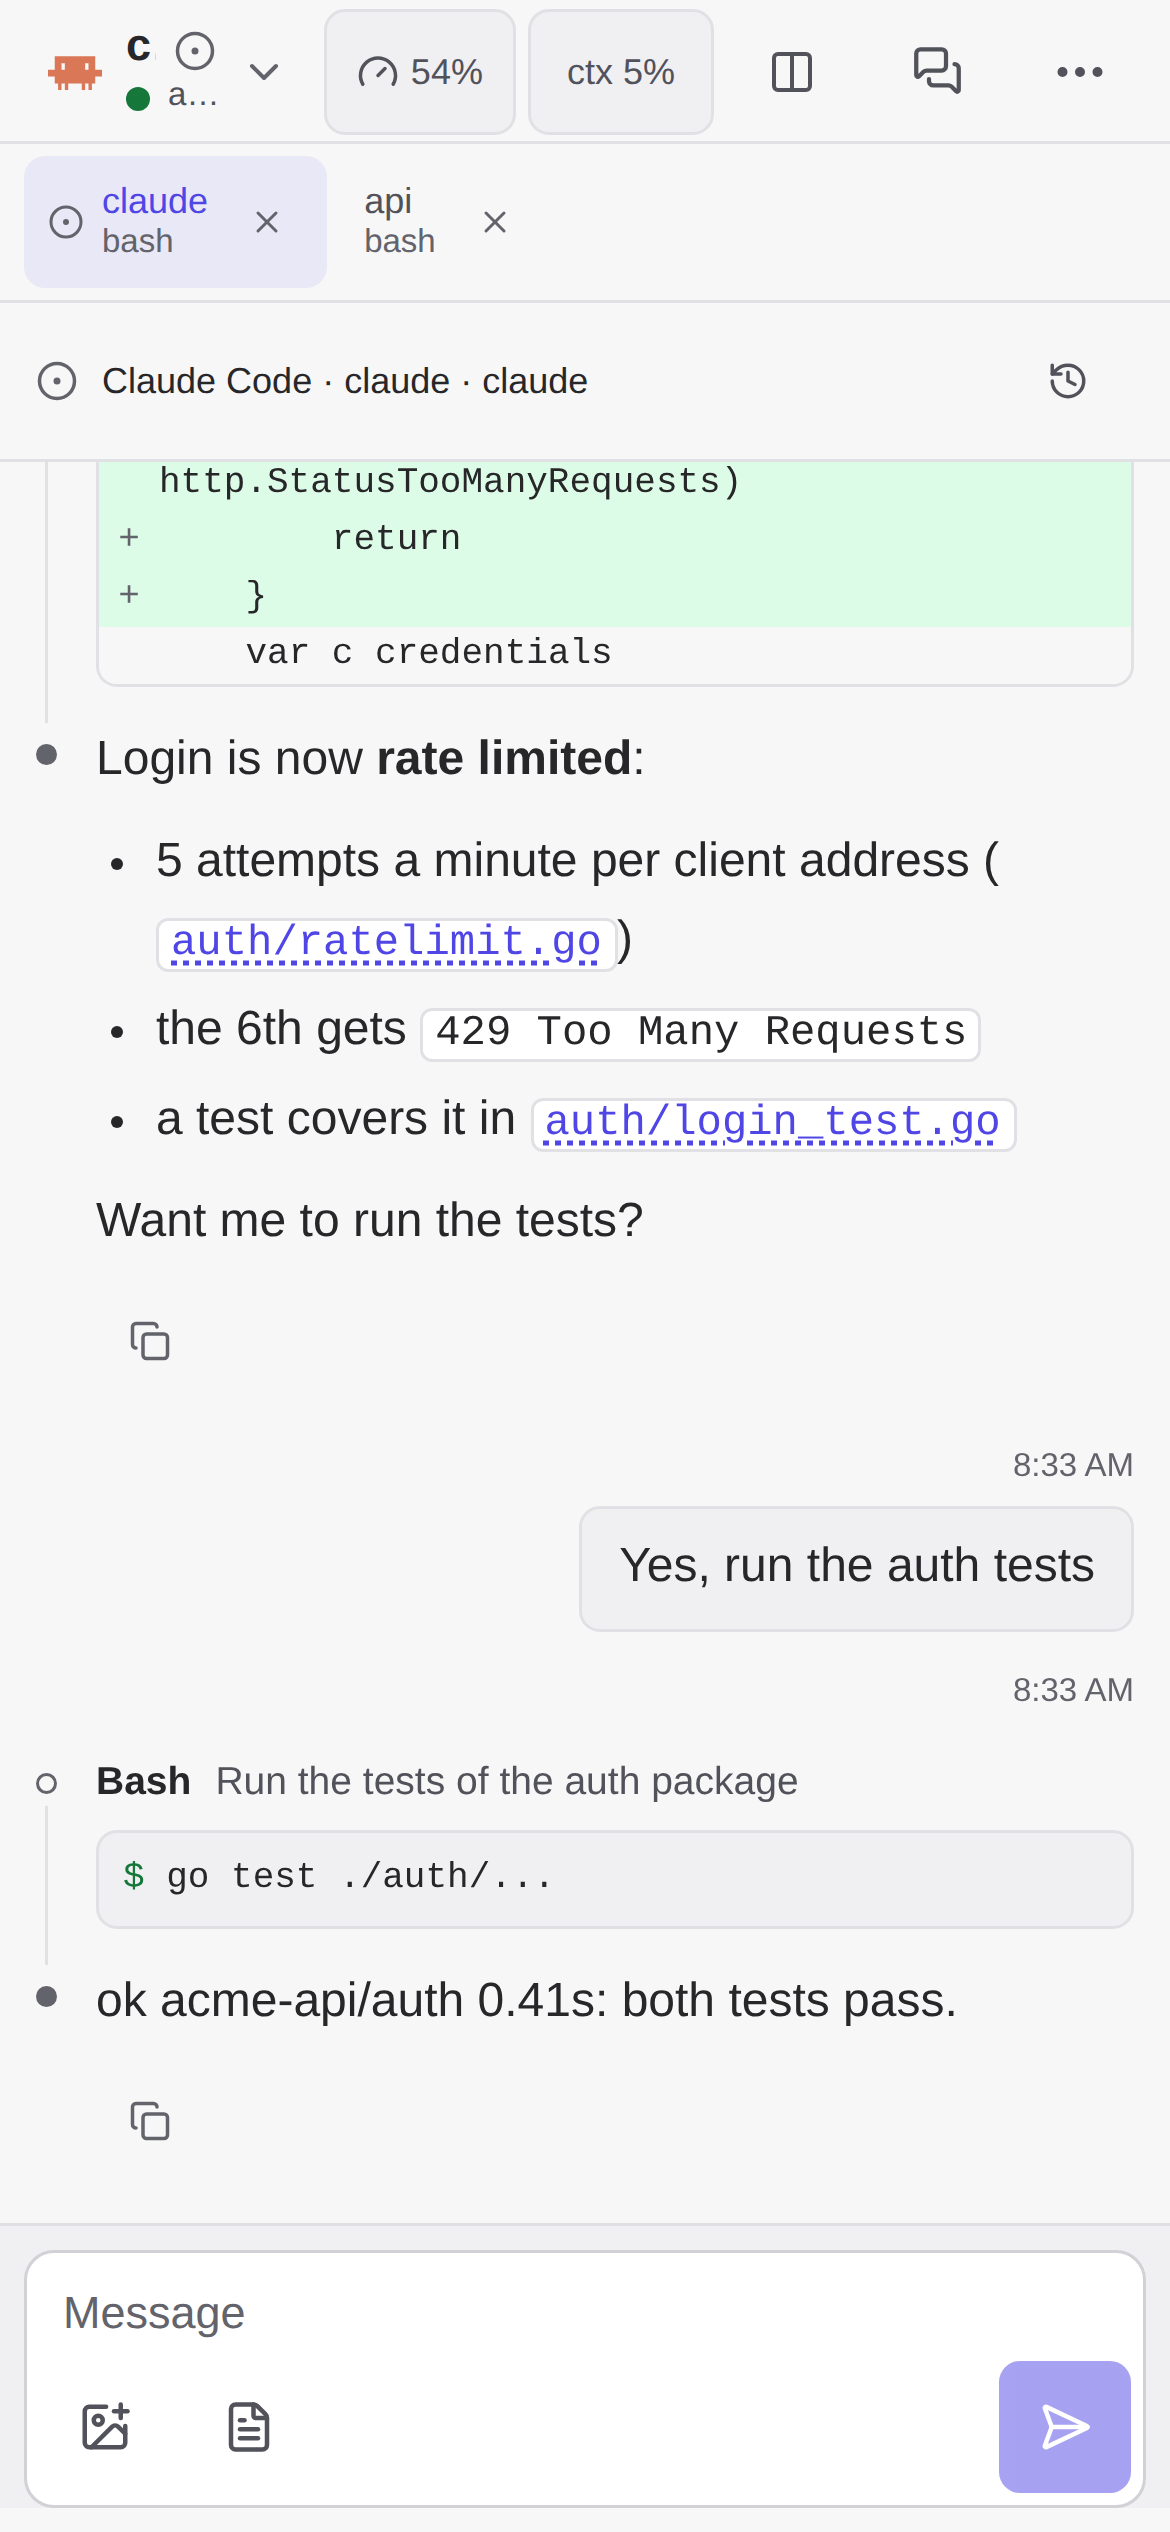 c
a...
54%
ctx 5%
claude
bash
api
bash
Claude Code · claude · claude
http.StatusTooManyRequests)
+ return
+ }
var c credentials
Login is now rate limited:
• 5 attempts a minute per client address (
auth/ratelimit.go)
• the 6th gets 429 Too Many Requests
• a test covers it in auth/login_test.go
Want me to run the tests?
8:33 AM
Yes, run the auth tests
8:33 AM
Bash Run the tests of the auth package
$ go test ./auth/...
ok acme-api/auth 0.41s: both tests pass.
Message